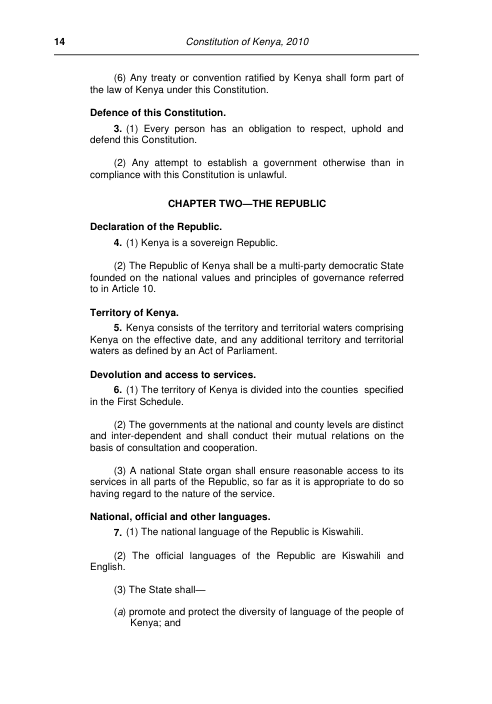 14 Constitution of Kenya, 2010
(6) Any treaty or convention ratified by Kenya shall form part of
the law of Kenya under this Constitution.
Defence of this Constitution.
3. (1) Every person has an obligation to respect, uphold and
defend this Constitution.
(2) Any attempt to establish a government otherwise than in
compliance with this Constitution is unlawful.
CHAPTER TWO—THE REPUBLIC
Declaration of the Republic.
4. (1) Kenya is a sovereign Republic.
(2) The Republic of Kenya shall be a multi-party democratic State
founded on the national values and principles of governance referred
to in Article 10.
Territory of Kenya.
5. Kenya consists of the territory and territorial waters comprising
Kenya on the effective date, and any additional territory and territorial
waters as defined by an Act of Parliament.
Devolution and access to services.
6. (1) The territory of Kenya is divided into the counties specified
in the First Schedule.
(2) The governments at the national and county levels are distinct
and inter-dependent and shall conduct their mutual relations on the
basis of consultation and cooperation.
(3) A national State organ shall ensure reasonable access to its
services in all parts of the Republic, so far as it is appropriate to do so
having regard to the nature of the service.
National, official and other languages.
7. (1) The national language of the Republic is Kiswahili.
(2) The official languages of the Republic are Kiswahili and
English.
(3) The State shall—
(a) promote and protect the diversity of language of the people of
Kenya; and